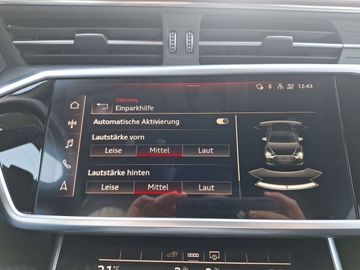 12:43
Fahrzeug
Einparkhilfe
Automatische Aktivierung
Lautstärke vorn
Leise Mittel Laut
Lautstärke hinten
Leise Mittel Laut